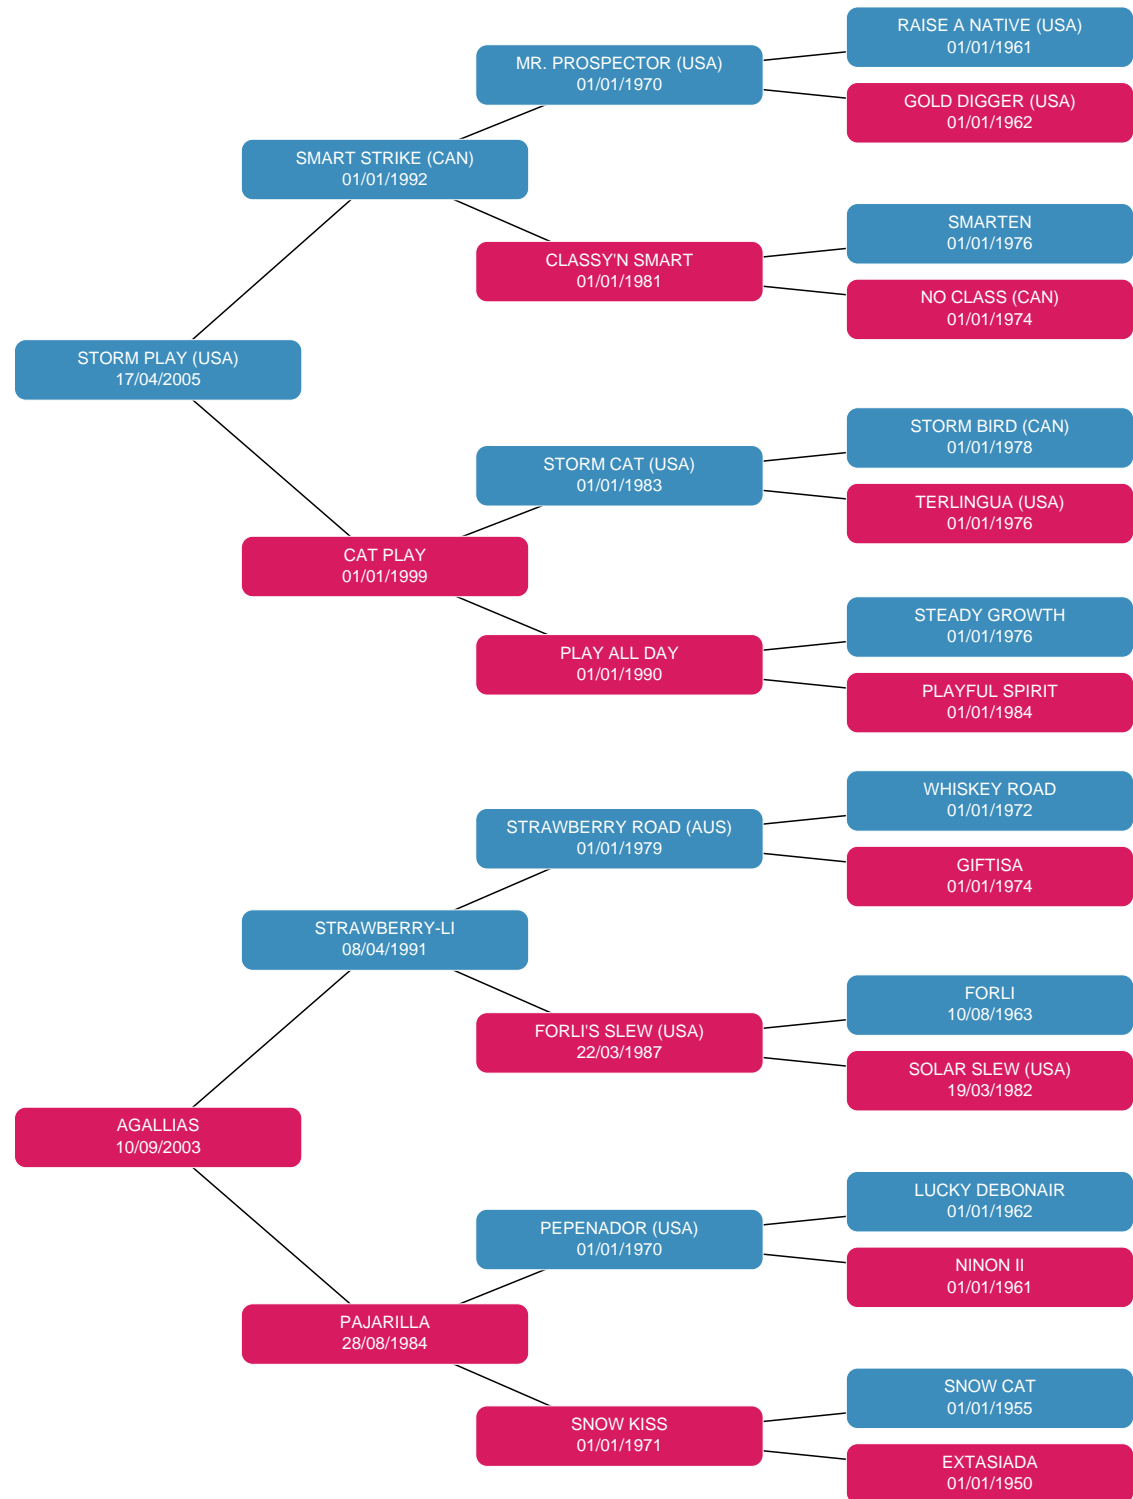 RAISE A NATIVE (USA)
01/01/1961
MR. PROSPECTOR (USA)
01/01/1970
GOLD DIGGER (USA)
01/01/1962
SMART STRIKE (CAN)
01/01/1992
SMARTEN
01/01/1976
CLASSY'N SMART
01/01/1981
NO CLASS (CAN)
01/01/1974
STORM PLAY (USA)
17/04/2005
STORM BIRD (CAN)
01/01/1978
STORM CAT (USA)
01/01/1983
TERLINGUA (USA)
01/01/1976
CAT PLAY
01/01/1999
STEADY GROWTH
01/01/1976
PLAY ALL DAY
01/01/1990
PLAYFUL SPIRIT
01/01/1984
WHISKEY ROAD
01/01/1972
STRAWBERRY ROAD (AUS)
01/01/1979
GIFTISA
01/01/1974
STRAWBERRY-LI
08/04/1991
FORLI
10/08/1963
FORLI'S SLEW (USA)
22/03/1987
SOLAR SLEW (USA)
19/03/1982
AGALLIAS
10/09/2003
LUCKY DEBONAIR
01/01/1962
PEPENADOR (USA)
01/01/1970
NINON II
01/01/1961
PAJARILLA
28/08/1984
SNOW CAT
01/01/1955
SNOW KISS
01/01/1971
EXTASIADA
01/01/1950